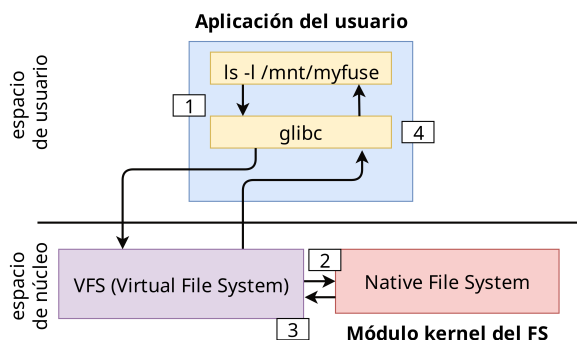 Aplicación del usuario
espacio
de usuario
ls -l /mnt/myfuse
1
glibc
4
espacio
de núcleo
VFS (Virtual File System)
2
Native File System
3
Módulo kernel del FS